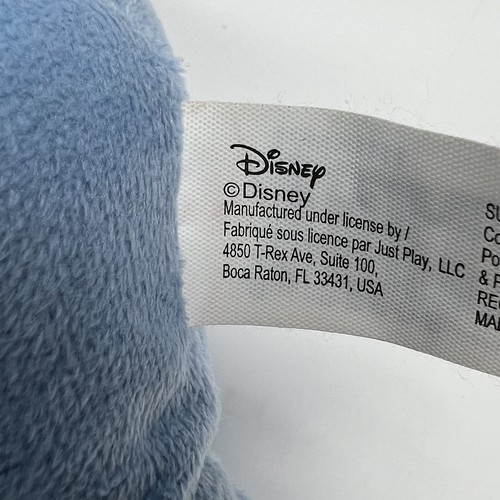 Disney
©Disney
Manufactured under license by /
Fabriqué sous licence par Just Play, LLC
4850 T-Rex Ave, Suite 100,
Boca Raton, FL 33431, USA